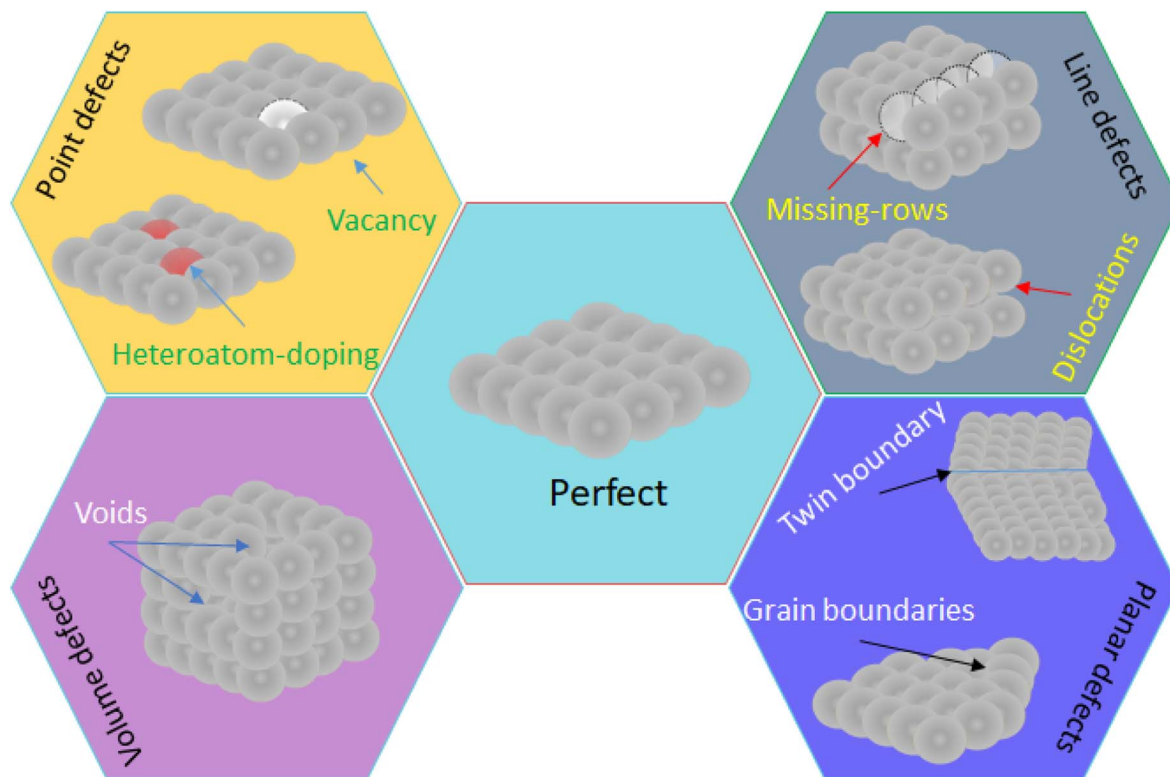 Point defects
Vacancy
Heteroatom-doping
Line defects
Missing-rows
Dislocations
Perfect
Voids
Volume defects
Twin boundary
Grain boundaries
Planar defects